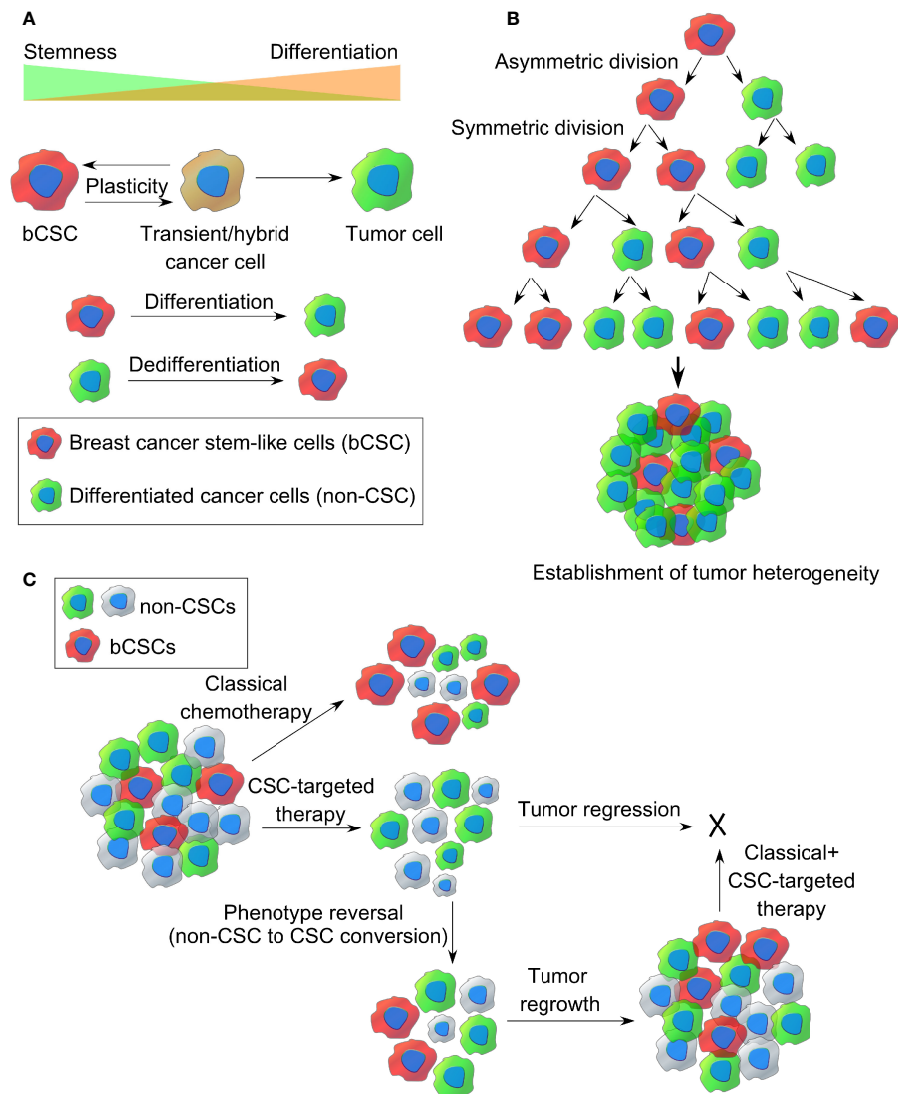 A
Stemness
Differentiation
bCSC
Plasticity
Transient/hybrid
cancer cell
Tumor cell
Differentiation
Dedifferentiation
Breast cancer stem-like cells (bCSC)
Differentiated cancer cells (non-CSC)
B
Asymmetric division
Symmetric division
Establishment of tumor heterogeneity
C
non-CSCs
bCSCs
Classical
chemotherapy
CSC-targeted
therapy
Tumor regression
X
Classical+
CSC-targeted
therapy
Phenotype reversal
(non-CSC to CSC conversion)
Tumor
regrowth